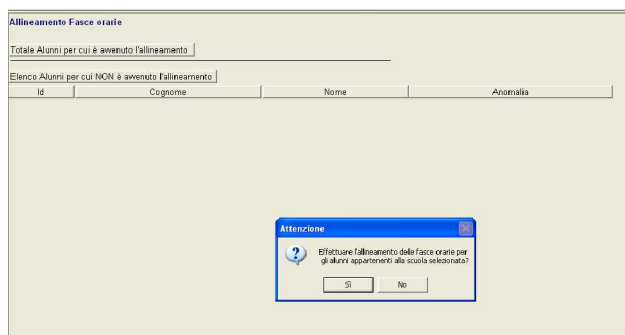 Allineamento Fasce orarie
Totale Alunni per cui è avvenuto l'allineamento
Elenco Alunni per cui NON è avvenuto l'allineamento
Id Cognome Nome Anomalia
Attenzione
Effettuare l'allineamento delle fasce orarie per
gli alunni appartenenti alla scuola selezionata?
Sì No